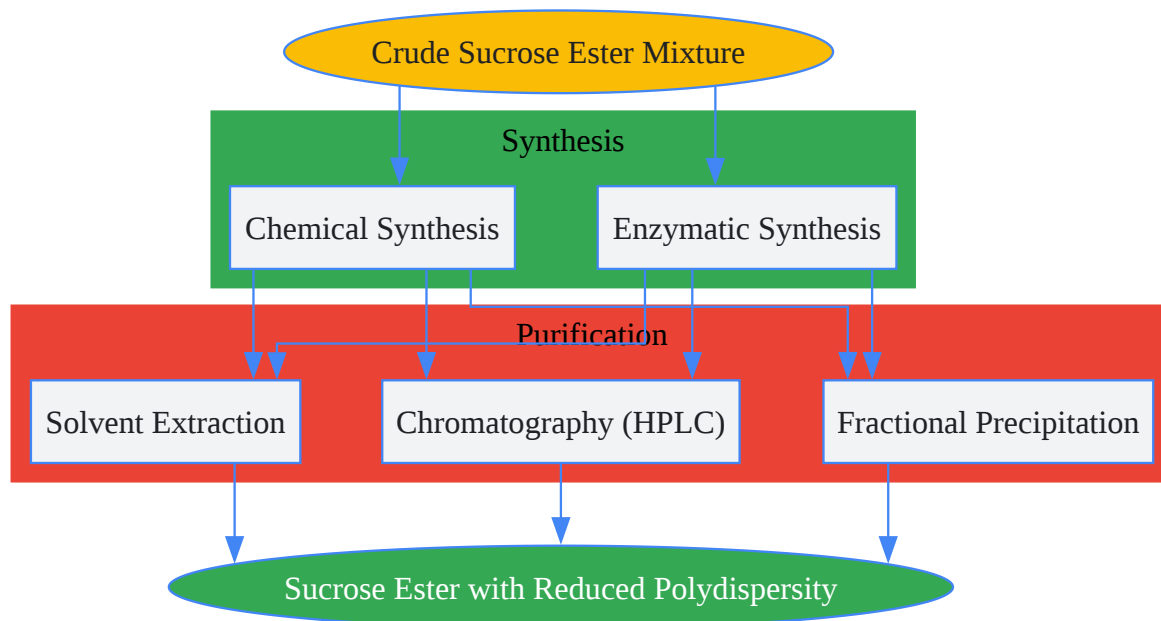 Crude Sucrose Ester Mixture
Synthesis
Chemical Synthesis
Enzymatic Synthesis
Purification
Solvent Extraction
Chromatography (HPLC)
Fractional Precipitation
Sucrose Ester with Reduced Polydispersity